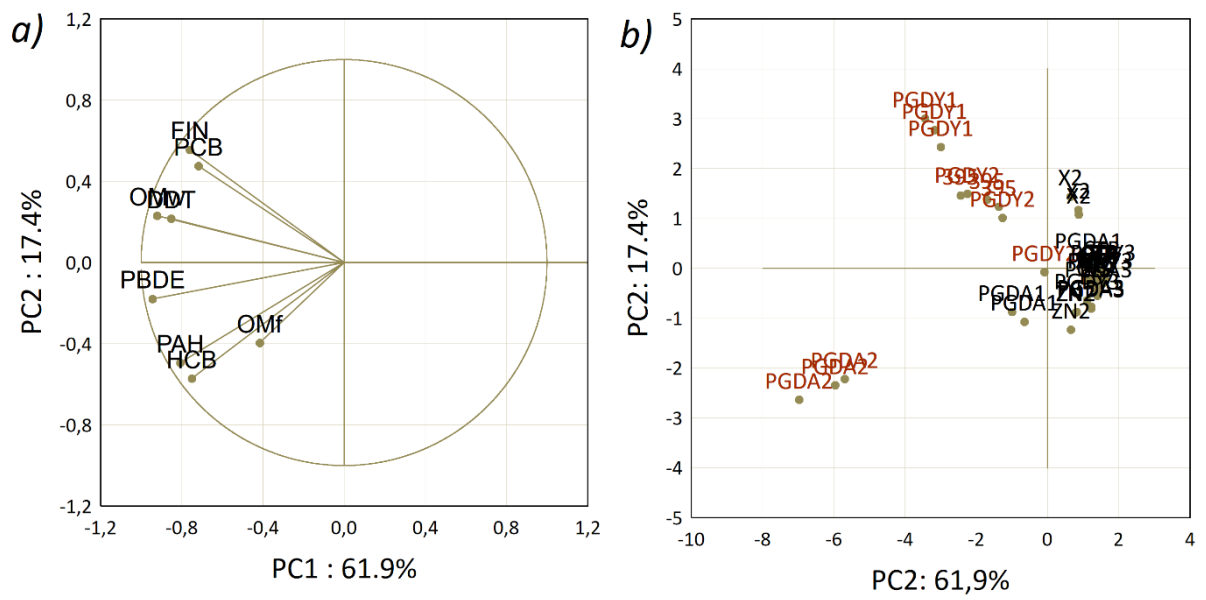 a)
1,2
0,8
0,4
0,0
-0,4
-0,8
-1,2
PC2 : 17.4%
FIN
PCB
DDT
PBDE
OMf
PAH
HCB
-1,2
-0,8
-0,4
0,0
0,4
0,8
1,2
PC1 : 61.9%
b)
5
4
3
2
1
0
-1
-2
-3
-4
-5
PC2: 17.4%
PGDY1
PGDY1
PGDY1
PGDY2
395
PGDY2
X2
X2
X2
PGDA1
PGDY2
PGDA1
PGDA1
ZN2
ZN2
PGDA2
PGDA2
PGDA2
-10
-8
-6
-4
-2
0
2
4
PC2: 61,9%